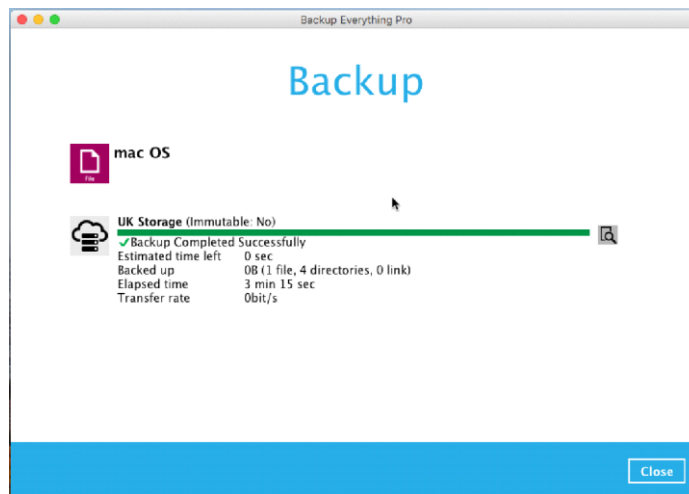 Backup Everything Pro
Backup
mac OS
File
UK Storage (Immutable: No)
Backup Completed Successfully
Estimated time left 0 sec
Backed up 0B (1 file, 4 directories, 0 link)
Elapsed time 3 min 15 sec
Transfer rate 0bit/s
Close